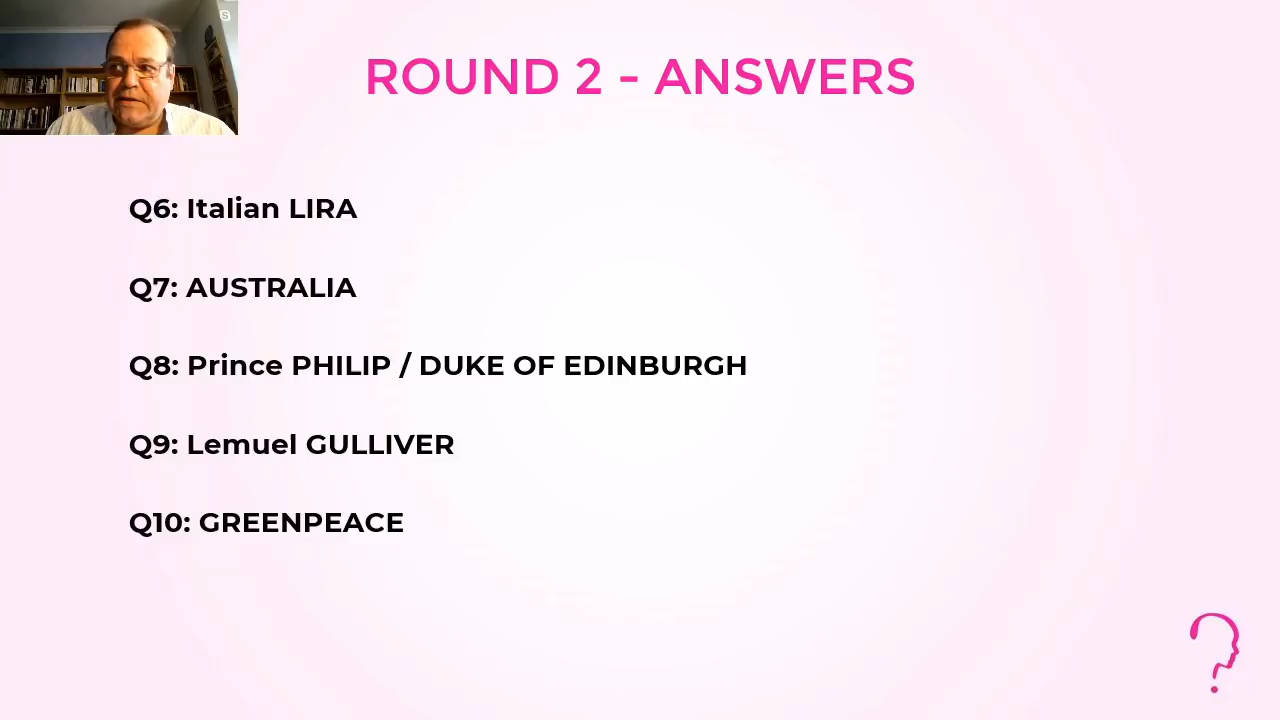 ROUND 2 - ANSWERS
Q6: Italian LIRA
Q7: AUSTRALIA
Q8: Prince PHILIP / DUKE OF EDINBURGH
Q9: Lemuel GULLIVER
Q10: GREENPEACE